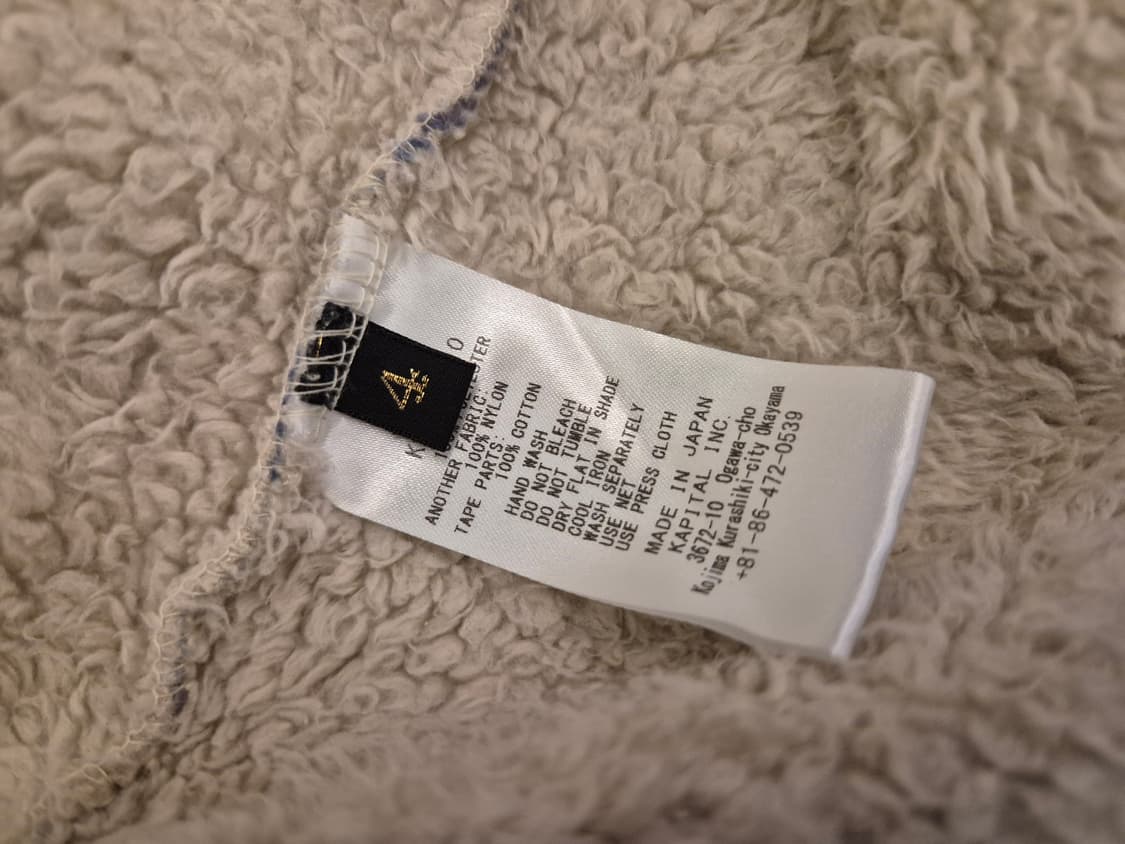 4
ANOTHER FABRIC:
100% NYLON
TAPE PARTS:
100% COTTON
HAND WASH
DO NOT BLEACH
DO NOT TUMBLE
DRY FLAT IN SHADE
COOL IRON
WASH SEPARATELY
USE NET
USE PRESS CLOTH
MADE IN JAPAN
KAPITAL INC.
3672-10 Ogawa-cho
Kojima Kurashiki-city Okayama
+81-86-472-0539